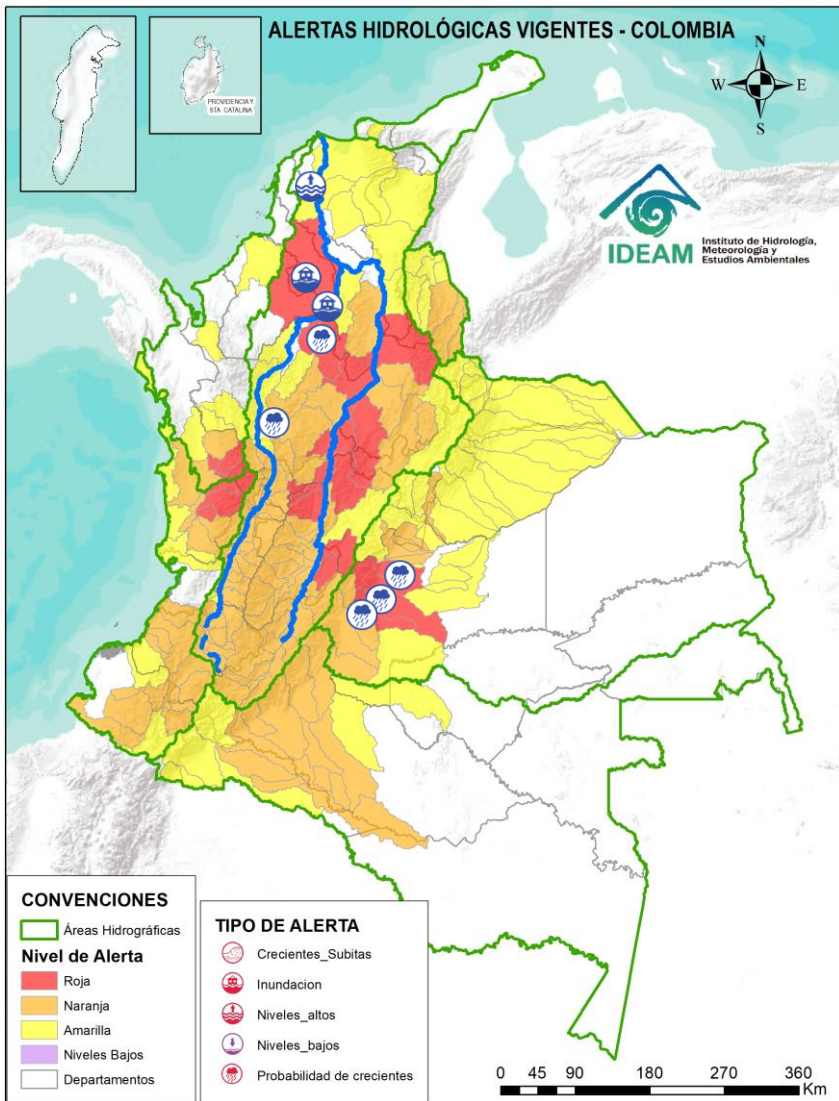 ALERTAS HIDROLÓGICAS VIGENTES - COLOMBIA
PROVIDENCIA Y
STA. CATALINA
N
W
E
S
IDEAM
Instituto de Hidrología,
Meteorología y
Estudios Ambientales
CONVENCIONES
Áreas Hidrográficas
Nivel de Alerta
Roja
Naranja
Amarilla
Niveles Bajos
Departamentos
TIPO DE ALERTA
Crecientes_Subitas
Inundacion
Niveles_altos
Niveles_bajos
Probabilidad de crecientes
0 45 90 180 270 360
Km